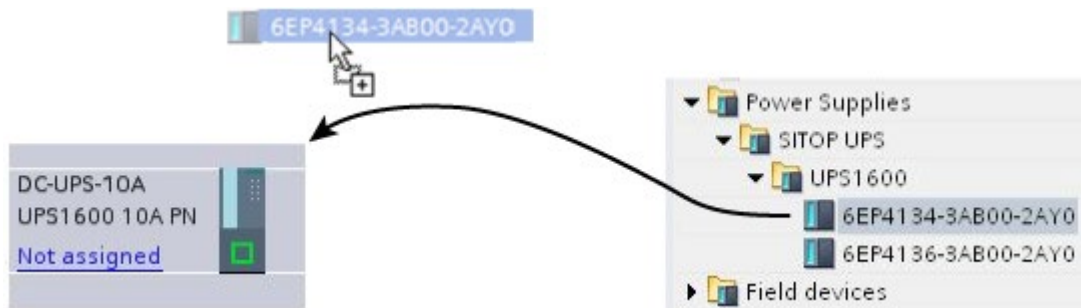 6EP4134-3AB00-2AY0
DC-UPS-10A
UPS1600 10A PN
Not assigned
Power Supplies
SITOP UPS
UPS1600
6EP4134-3AB00-2AY0
6EP4136-3AB00-2AY0
Field devices